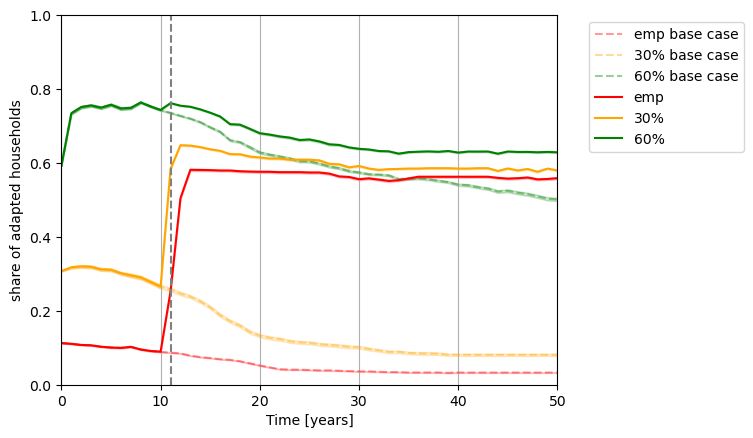 1.0
0.8
0.6
0.4
0.2
0.0
share of adapted households
0 10 20 30 40 50
Time [years]
emp base case
30% base case
60% base case
emp
30%
60%